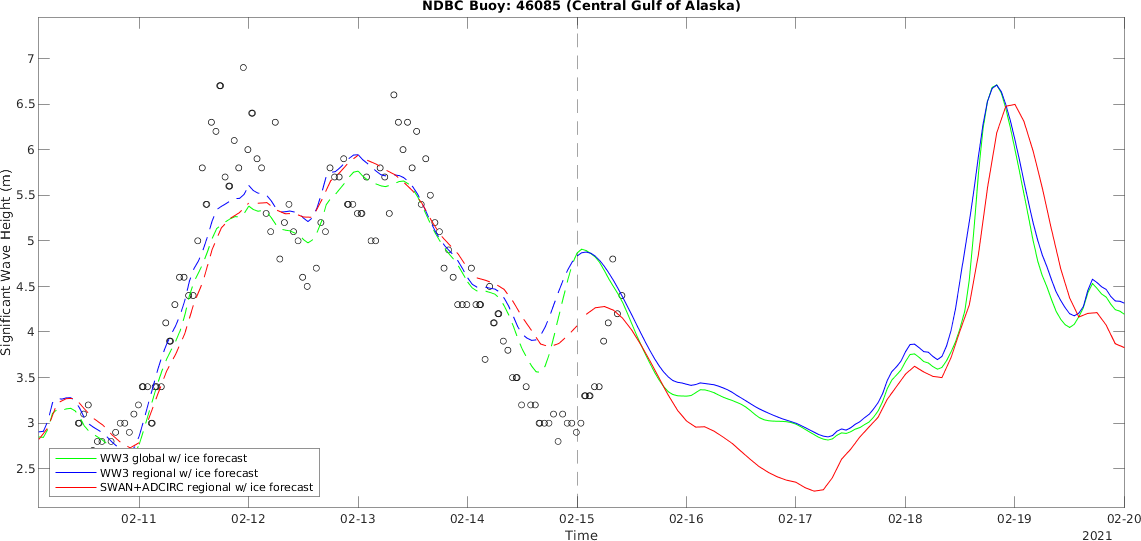 NDBC Buoy: 46085 (Central Gulf of Alaska)
Significant Wave Height (m)
7
6.5
6
5.5
5
4.5
4
3.5
3
2.5
WW3 global w/ ice forecast
WW3 regional w/ ice forecast
SWAN+ADCIRC regional w/ ice forecast
02-11 02-12 02-13 02-14 02-15 02-16 02-17 02-18 02-19 02-20
Time
2021